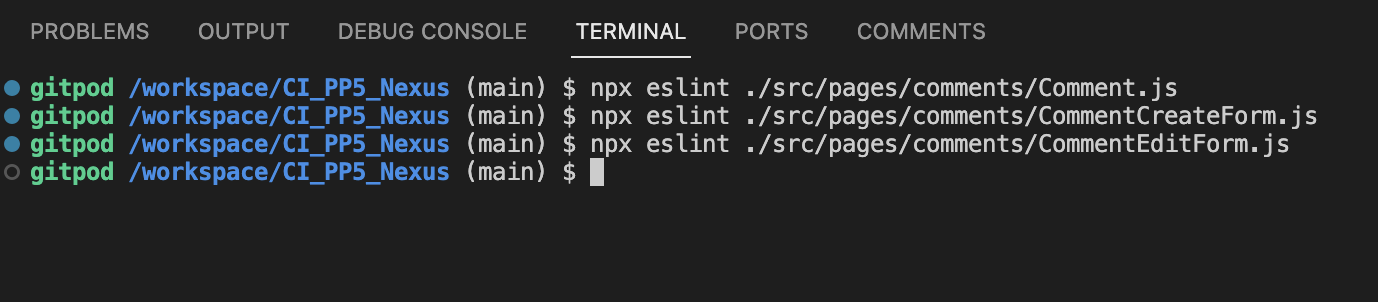 PROBLEMS OUTPUT DEBUG CONSOLE TERMINAL PORTS COMMENTS
gitpod /workspace/CI_PP5_Nexus (main) $ npx eslint ./src/pages/comments/Comment.js
gitpod /workspace/CI_PP5_Nexus (main) $ npx eslint ./src/pages/comments/CommentCreateForm.js
gitpod /workspace/CI_PP5_Nexus (main) $ npx eslint ./src/pages/comments/CommentEditForm.js
gitpod /workspace/CI_PP5_Nexus (main) $